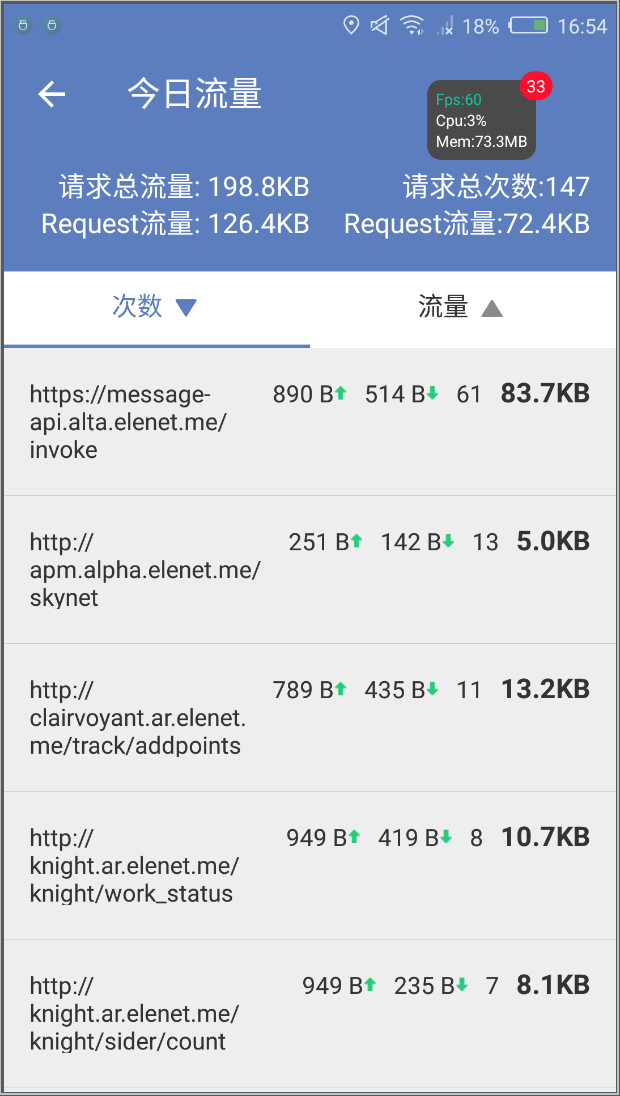 18% 16:54
今日流量
33
Fps:60
Cpu:3%
Mem:73.3MB
请求总流量: 198.8KB 请求总次数:147
Request流量: 126.4KB Request流量:72.4KB
次数 ▼ 流量 ▲
https://message- 890 B 514 B 61 83.7KB
api.alta.elenet.me/
invoke
http:// 251 B 142 B 13 5.0KB
apm.alpha.elenet.me/
skynet
http:// 789 B 435 B 11 13.2KB
clairvoyant.ar.elenet.
me/track/addpoints
http:// 949 B 419 B 8 10.7KB
knight.ar.elenet.me/
knight/work_status
http:// 949 B 235 B 7 8.1KB
knight.ar.elenet.me/
knight/sider/count